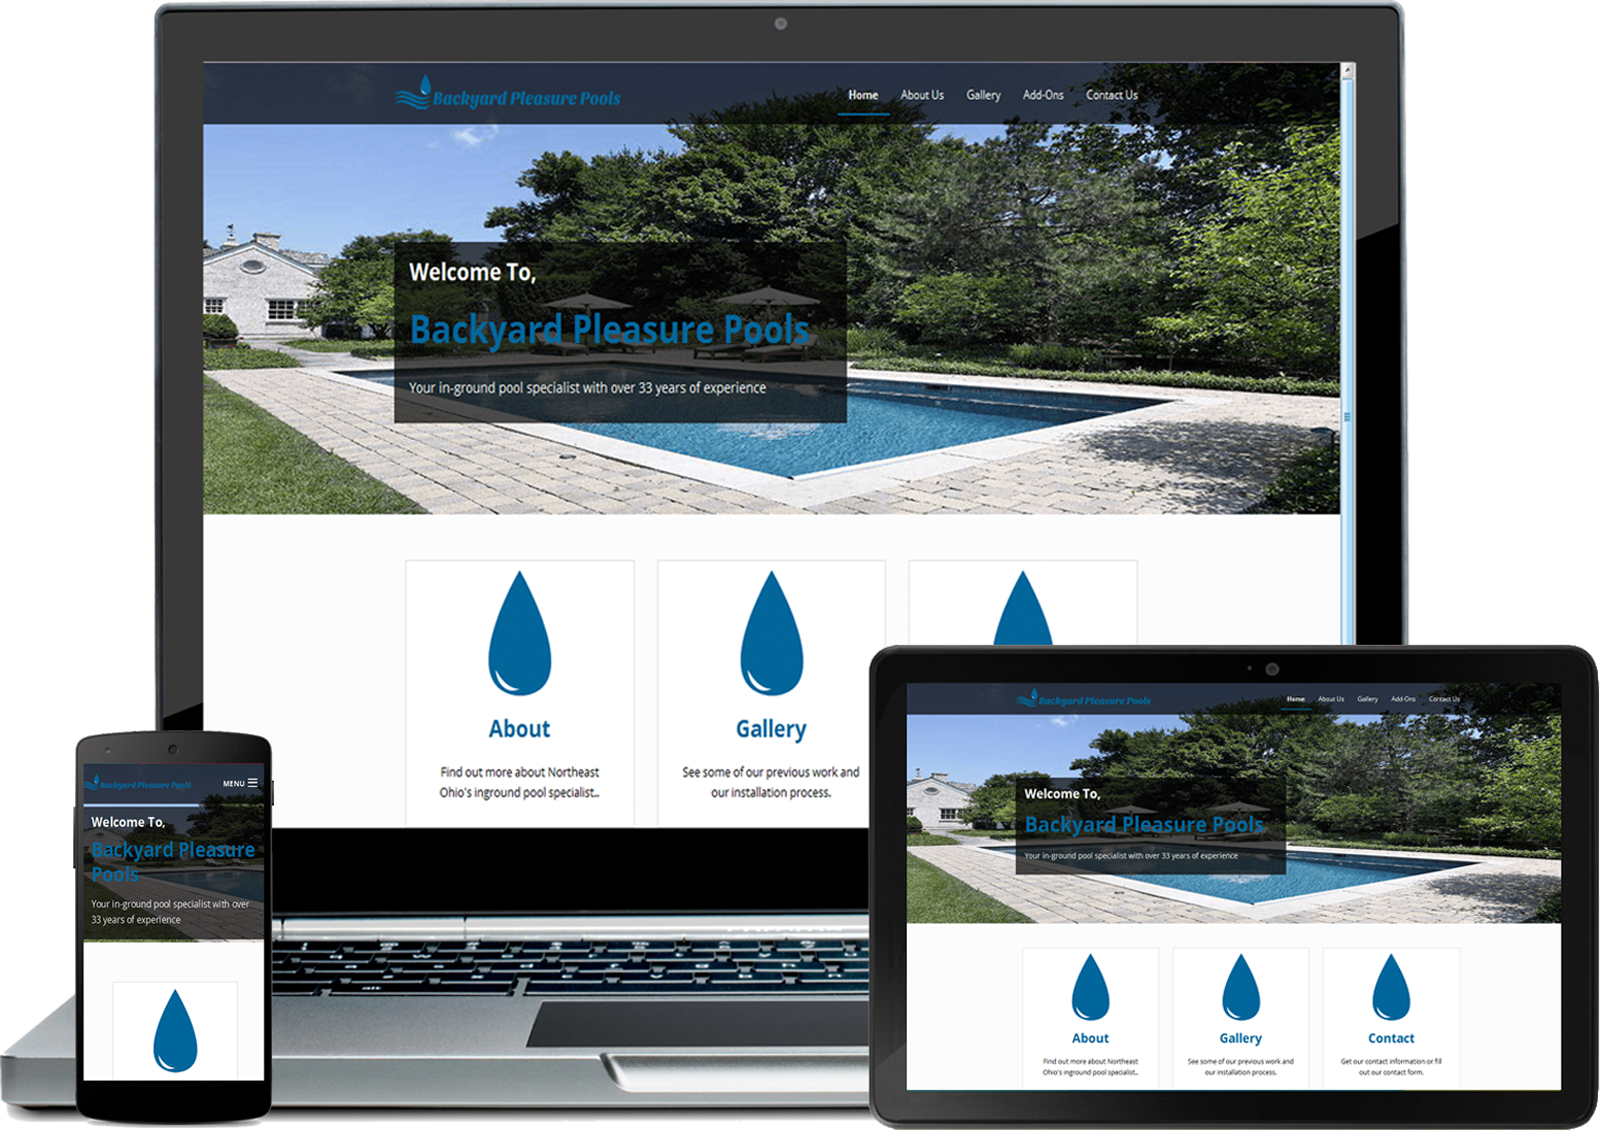 Backyard Pleasure Pools
Home About Us Gallery Add-Ons Contact Us
Welcome To,
Backyard Pleasure Pools
Your in-ground pool specialist with over 33 years of experience
About
Find out more about Northeast
Ohio's inground pool specialist..
Gallery
See some of our previous work and
our installation process.
Backyard Pleasure Pools
MENU
Welcome To,
Backyard Pleasure
Pools
Your in-ground pool specialist with over
33 years of experience
Backyard Pleasure Pools
Home About Us Gallery Add-Ons Contact Us
Welcome To,
Backyard Pleasure Pools
Your in-ground pool specialist with over 33 years of experience
About
Find out more about Northeast
Ohio's inground pool specialist..
Gallery
See some of our previous work and
our installation process.
Contact
Get our contact information or fill
out our contact form.